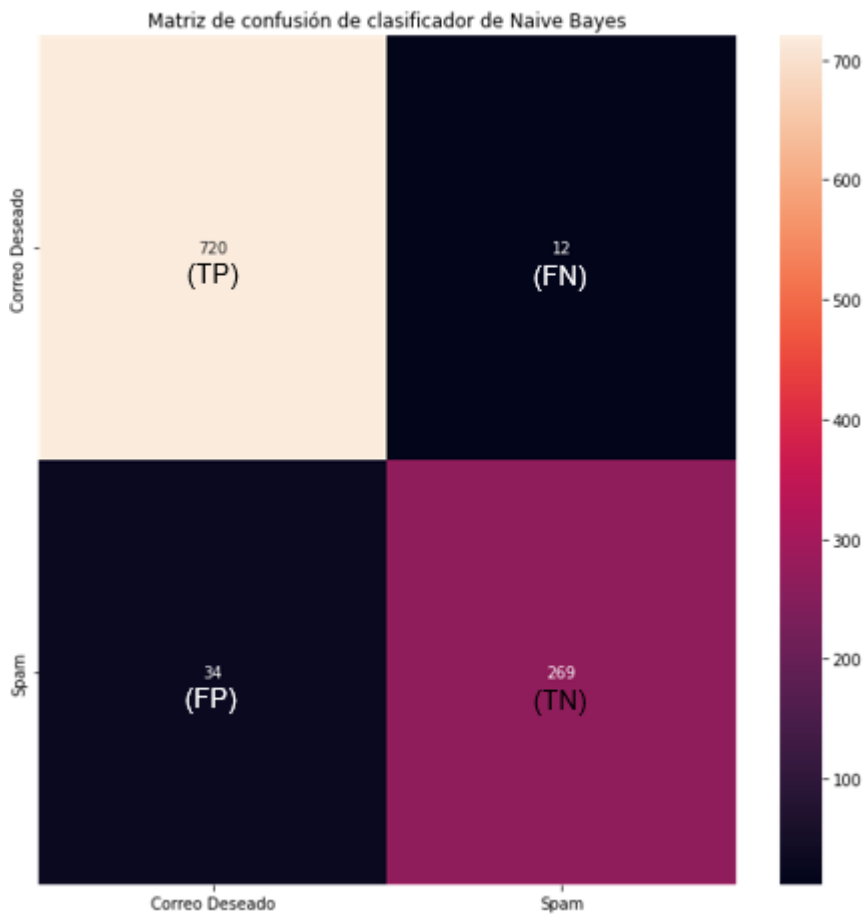 Matriz de confusión de clasificador de Naive Bayes
Correo Deseado
720
(TP)
12
(FN)
Spam
34
(FP)
269
(TN)
Correo Deseado
Spam
700
600
500
400
300
200
100